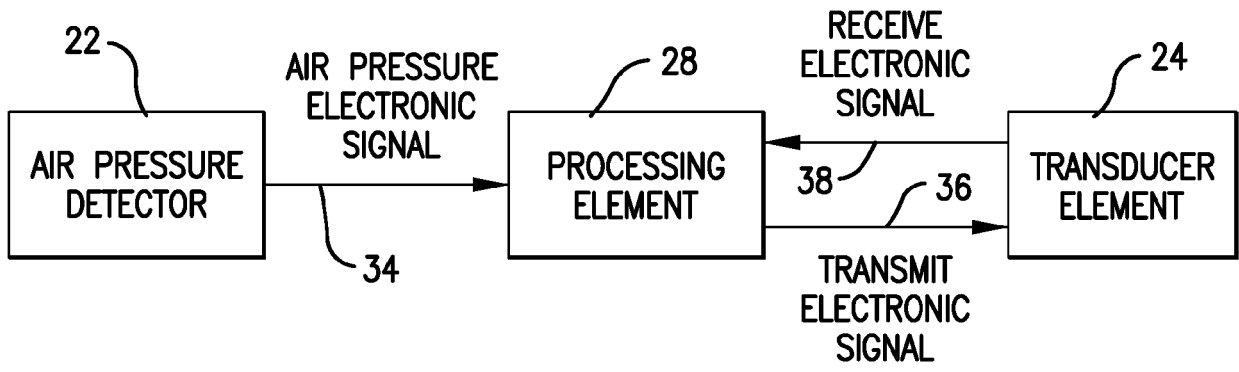 22
AIR PRESSURE
DETECTOR
AIR PRESSURE
ELECTRONIC
SIGNAL
34
28
PROCESSING
ELEMENT
RECEIVE
ELECTRONIC
SIGNAL
38
36
TRANSMIT
ELECTRONIC
SIGNAL
24
TRANSDUCER
ELEMENT